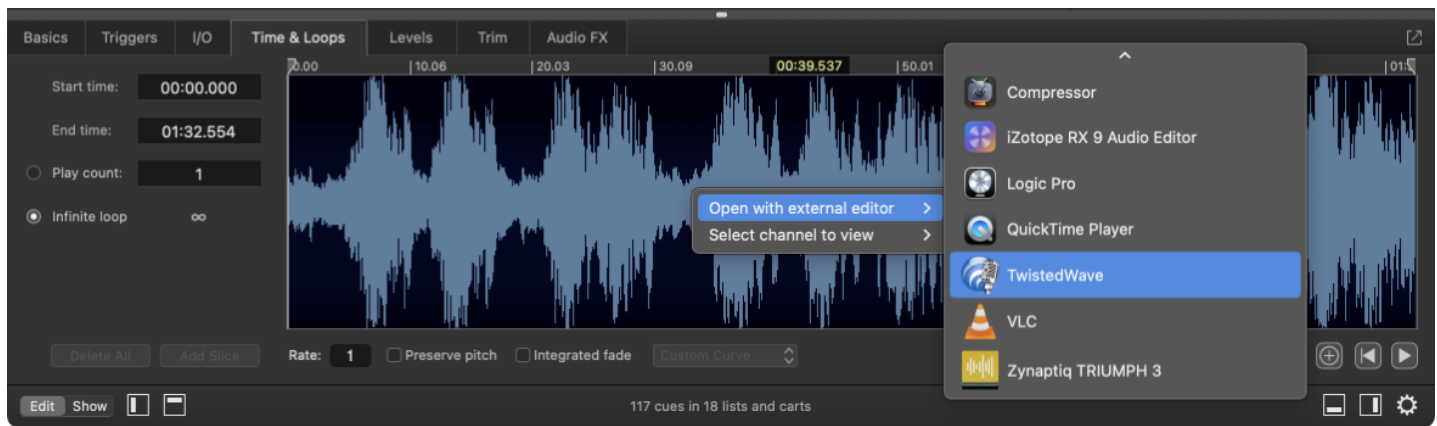 Basics Triggers I/O Time & Loops Levels Trim Audio FX
0.00 10.06 20.03 30.09 00:39.537 50.01
Start time: 00:00.000
End time: 01:32.554
Play count: 1
Infinite loop ∞
Open with external editor
Select channel to view
Compressor
iZotope RX 9 Audio Editor
Logic Pro
QuickTime Player
TwistedWave
VLC
Zynaptiq TRIUMPH 3
Delete All Add Slice Rate: 1 Preserve pitch Integrated fade Custom Curve
Edit Show 117 cues in 18 lists and carts